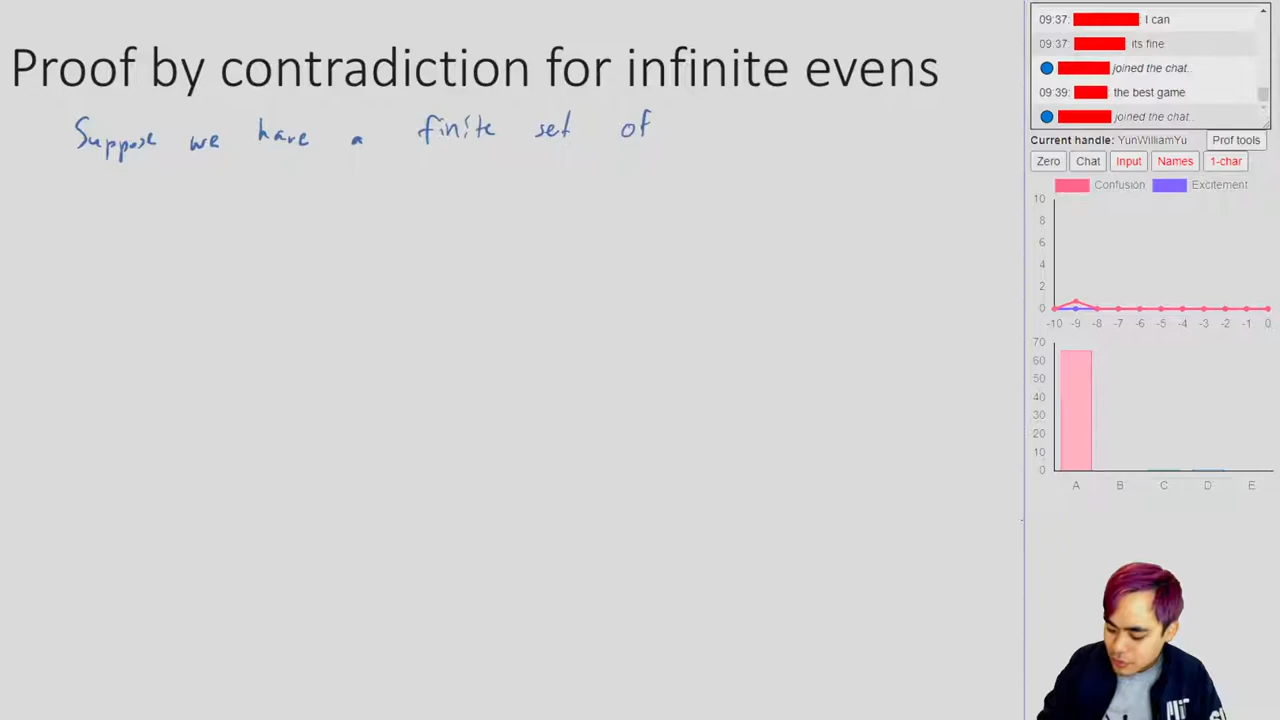 Proof by contradiction for infinite evens
Suppose we have a finite set of
09:37: I can
09:37: its fine
joined the chat..
09:39: the best game
joined the chat..
Current handle: YunWilliamYu Prof tools
Zero Chat Input Names 1-char
Confusion Excitement
10
8
6
4
2
0
-10 -9 -8 -7 -6 -5 -4 -3 -2 -1 0
70
60
50
40
30
20
10
0
A B C D E
MIT